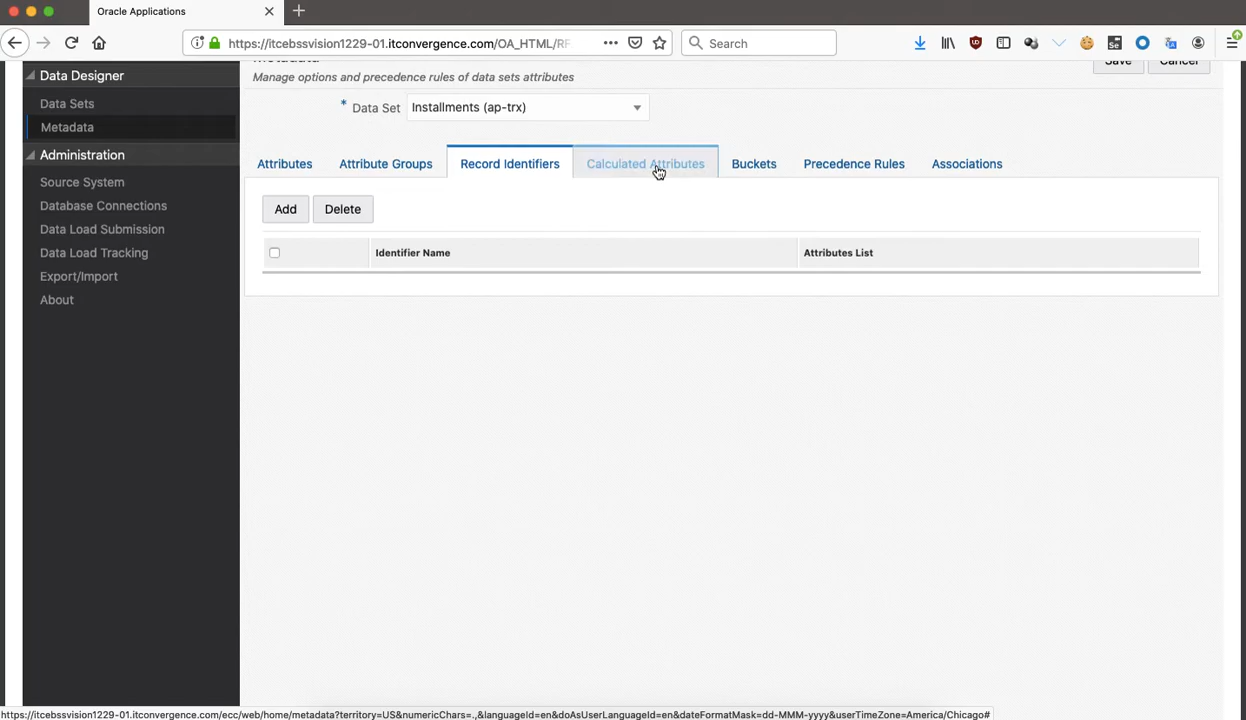 Oracle Applications
https://itcebssvision1229-01.itconvergence.com/OA_HTML/RF
Search
Data Designer
Data Sets
Metadata
Administration
Source System
Database Connections
Data Load Submission
Data Load Tracking
Export/Import
About
Metadata
Save
Cancel
Manage options and precedence rules of data sets attributes
* Data Set Installments (ap-trx)
Attributes Attribute Groups Record Identifiers Calculated Attributes Buckets Precedence Rules Associations
Add Delete
Identifier Name Attributes List
https://itcebssvision1229-01.itconvergence.com/ecc/web/home/metadata?territory=US&numericChars=.,&languageId=en&doAsUserLanguageId=en&dateFormatMask=dd-MMM-yyyy&userTimeZone=America/Chicago#